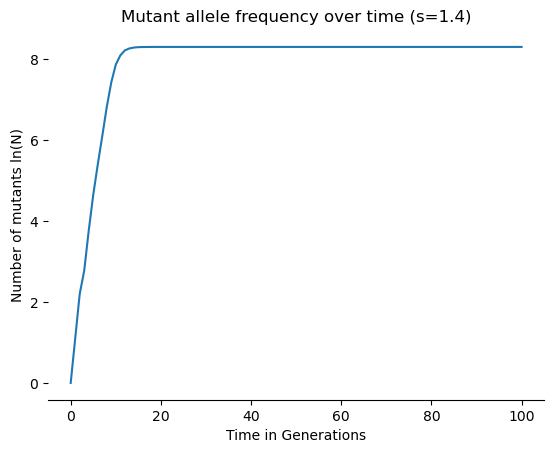 Mutant allele frequency over time (s=1.4)
Number of mutants ln(N)
8
6
4
2
0
0 20 40 60 80 100
Time in Generations